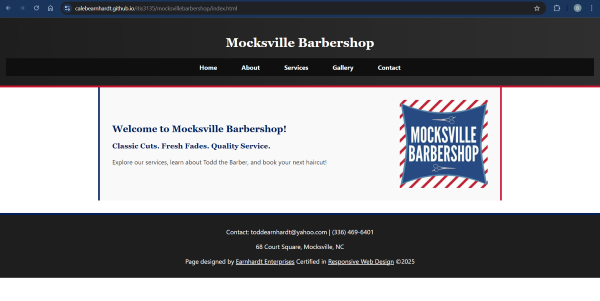 calebearnhardt.github.io/itis3135/mocksvillebarbershop/index.html
Mocksville Barbershop
Home About Services Gallery Contact
Welcome to Mocksville Barbershop!
Classic Cuts. Fresh Fades. Quality Service.
Explore our services, learn about Todd the Barber, and book your next haircut!
MOCKSVILLE
BARBERSHOP
Contact: toddearnhardt@yahoo.com | (336) 469-6401
68 Court Square, Mocksville, NC
Page designed by Earnhardt Enterprises Certified in Responsive Web Design ©2025